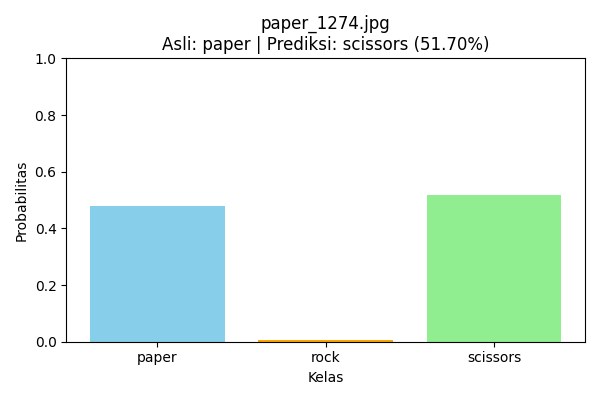 paper_1274.jpg
Asli: paper | Prediksi: scissors (51.70%)
1.0
0.8
0.6
0.4
0.2
0.0
Probabilitas
paper rock scissors
Kelas